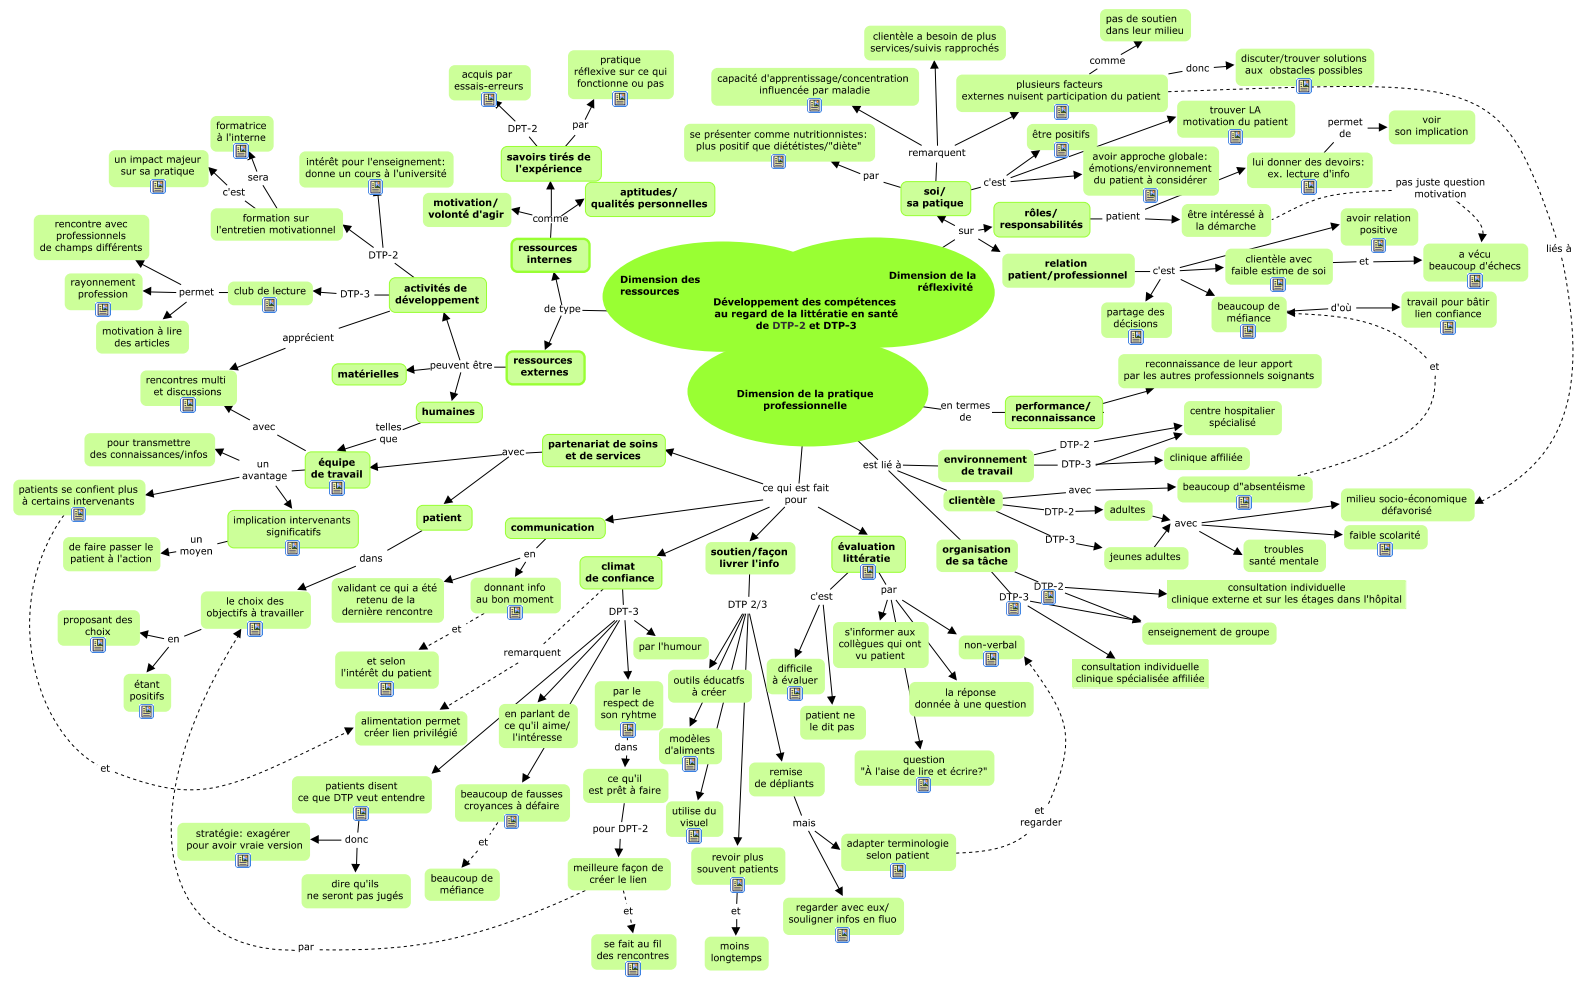 pas de soutien
dans leur milieu
clientèle a besoin de plus
services/suivis rapprochés
comme
donc
discuter/trouver solutions
aux obstacles possibles
pratique
réflexive sur ce qui
fonctionne ou pas
acquis par
essais-erreurs
capacité d'apprentissage/concentration
influencée par maladie
plusieurs facteurs
externes nuisent participation du patient
trouver LA
motivation du patient
permet
de
voir
son implication
DPT-2
par
formatrice
à l'interne
se présenter comme nutritionnistes:
plus positif que diététistes/"diète"
être positifs
remarquent
avoir approche globale:
émotions/environnement
du patient à considérer
lui donner des devoirs:
ex. lecture d'info
un impact majeur
sur sa pratique
intérêt pour l'enseignement:
donne un cours à l'université
savoirs tirés de
l'expérience
sera
c'est
par
c'est
soi/
sa patique
pas juste question
motivation
aptitudes/
qualités personnelles
motivation/
volonté d'agir
comme
formation sur
l'entretien motivationnel
rôles/
responsabilités
patient
être intéressé à
la démarche
avoir relation
positive
rencontre avec
professionnels
de champs différents
sur
liés à
DTP-2
ressources
internes
relation
patient/professionnel
c'est
clientèle avec
faible estime de soi
et
a vécu
beaucoup d'échecs
Dimension des
ressources
Dimension de la
réflexivité
rayonnement
profession
permet
club de lecture
DTP-3
activités de
développement
Développement des compétences
au regard de la littératie en santé
de DTP-2 et DTP-3
de type
partage des
décisions
beaucoup de
méfiance
d'où
travail pour bâtir
lien confiance
motivation à lire
des articles
apprécient
matérielles
peuvent être
ressources
externes
et
reconnaissance de leur apport
par les autres professionnels soignants
rencontres multi
et discussions
Dimension de la pratique
professionnelle
en termes
de
performance/
reconnaissance
humaines
centre hospitalier
spécialisé
avec
telles
que
pour transmettre
des connaissances/infos
partenariat de soins
et de services
avec
un
avantage
équipe
de travail
est lié à
environnement
de travail
DTP-2
DTP-3
clinique affiliée
patients se confient plus
à certains intervenants
ce qui est fait
pour
clientèle
avec
beaucoup d"absentéisme
DTP-2
adultes
milieu socio-économique
défavorisé
avec
patient
communication
implication intervenants
significatifs
un
moyen
de faire passer le
patient à l'action
faible scolarité
DTP-3
jeunes adultes
troubles
santé mentale
dans
en
soutien/façon
livrer l'info
évaluation
littératie
organisation
de sa tâche
climat
de confiance
validant ce qui a été
retenu de la
dernière rencontre
donnant info
au bon moment
le choix des
objectifs à travailler
DTP-2
DTP-3
consultation individuelle
clinique externe et sur les étages dans l'hôpital
par
c'est
DPT-3
DTP 2/3
proposant des
choix
en
et
enseignement de groupe
s'informer aux
collègues qui ont
vu patient
non-verbal
par l'humour
remarquent
et selon
l'intérêt du patient
consultation individuelle
clinique spécialisée affiliée
difficile
à évaluer
outils éducatfs
à créer
étant
positifs
par le
respect de
son ryhtme
la réponse
donnée à une question
alimentation permet
créer lien privilégié
en parlant de
ce qu'il aime/
l'intéresse
patient ne
le dit pas
modèles
d'aliments
dans
et
question
"À l'aise de lire et écrire?"
remise
de dépliants
ce qu'il
est prêt à faire
patients disent
ce que DTP veut entendre
beaucoup de fausses
croyances à défaire
utilise du
visuel
et
regarder
mais
pour DPT-2
stratégie: exagérer
pour avoir vraie version
donc
et
adapter terminologie
selon patient
revoir plus
souvent patients
meilleure façon de
créer le lien
beaucoup de
méfiance
dire qu'ils
ne seront pas jugés
et
et
regarder avec eux/
souligner infos en fluo
par
se fait au fil
des rencontres
moins
longtemps